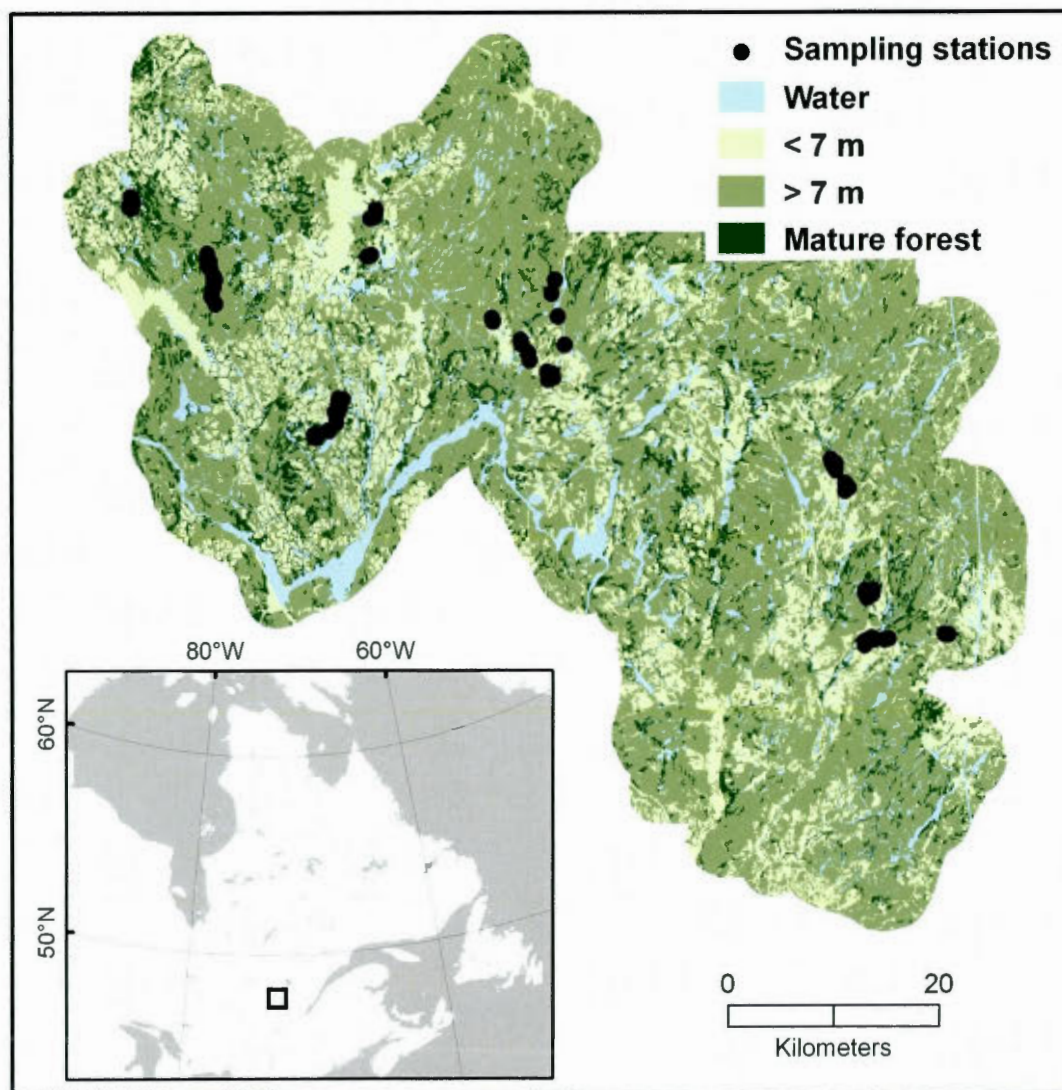 Sampling stations
Water
< 7 m
> 7 m
Mature forest
80°W
60°W
60°N
50°N
0
20
Kilometers